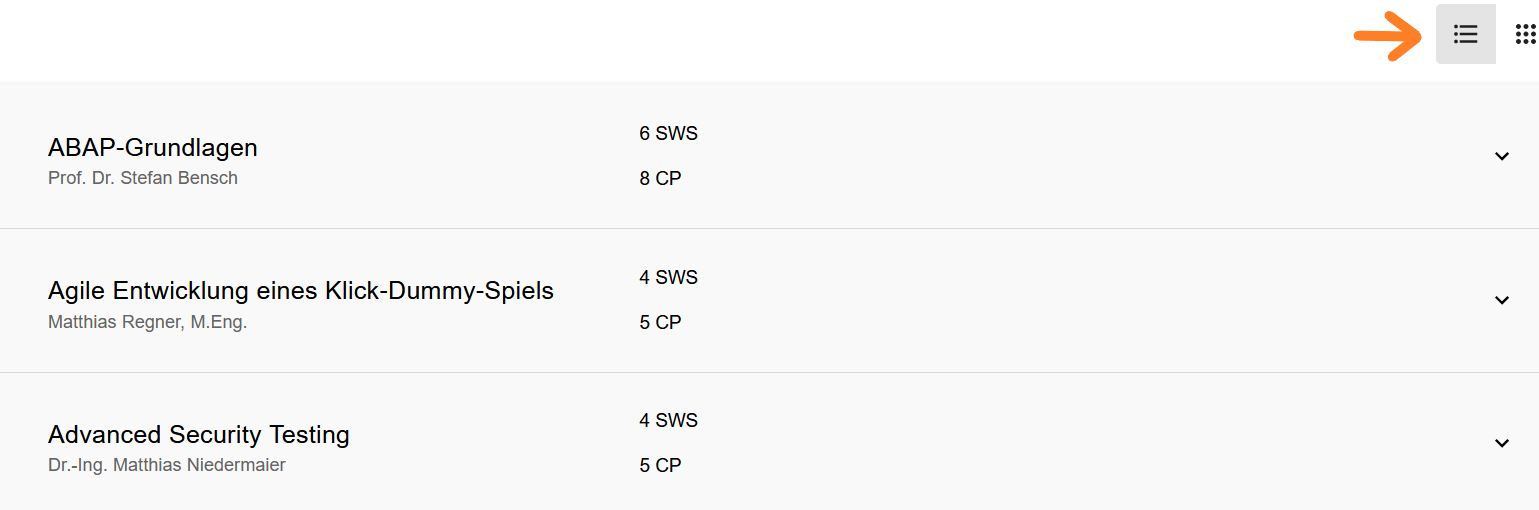 ABAP-Grundlagen
Prof. Dr. Stefan Bensch
6 SWS
8 CP
Agile Entwicklung eines Klick-Dummy-Spiels
Matthias Regner, M.Eng.
4 SWS
5 CP
Advanced Security Testing
Dr.-Ing. Matthias Niedermaier
4 SWS
5 CP